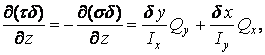 ∂(τδ)/∂z = −∂(σδ)/∂z = (δy/I_x) Q_y + (δx/I_y) Q_x,